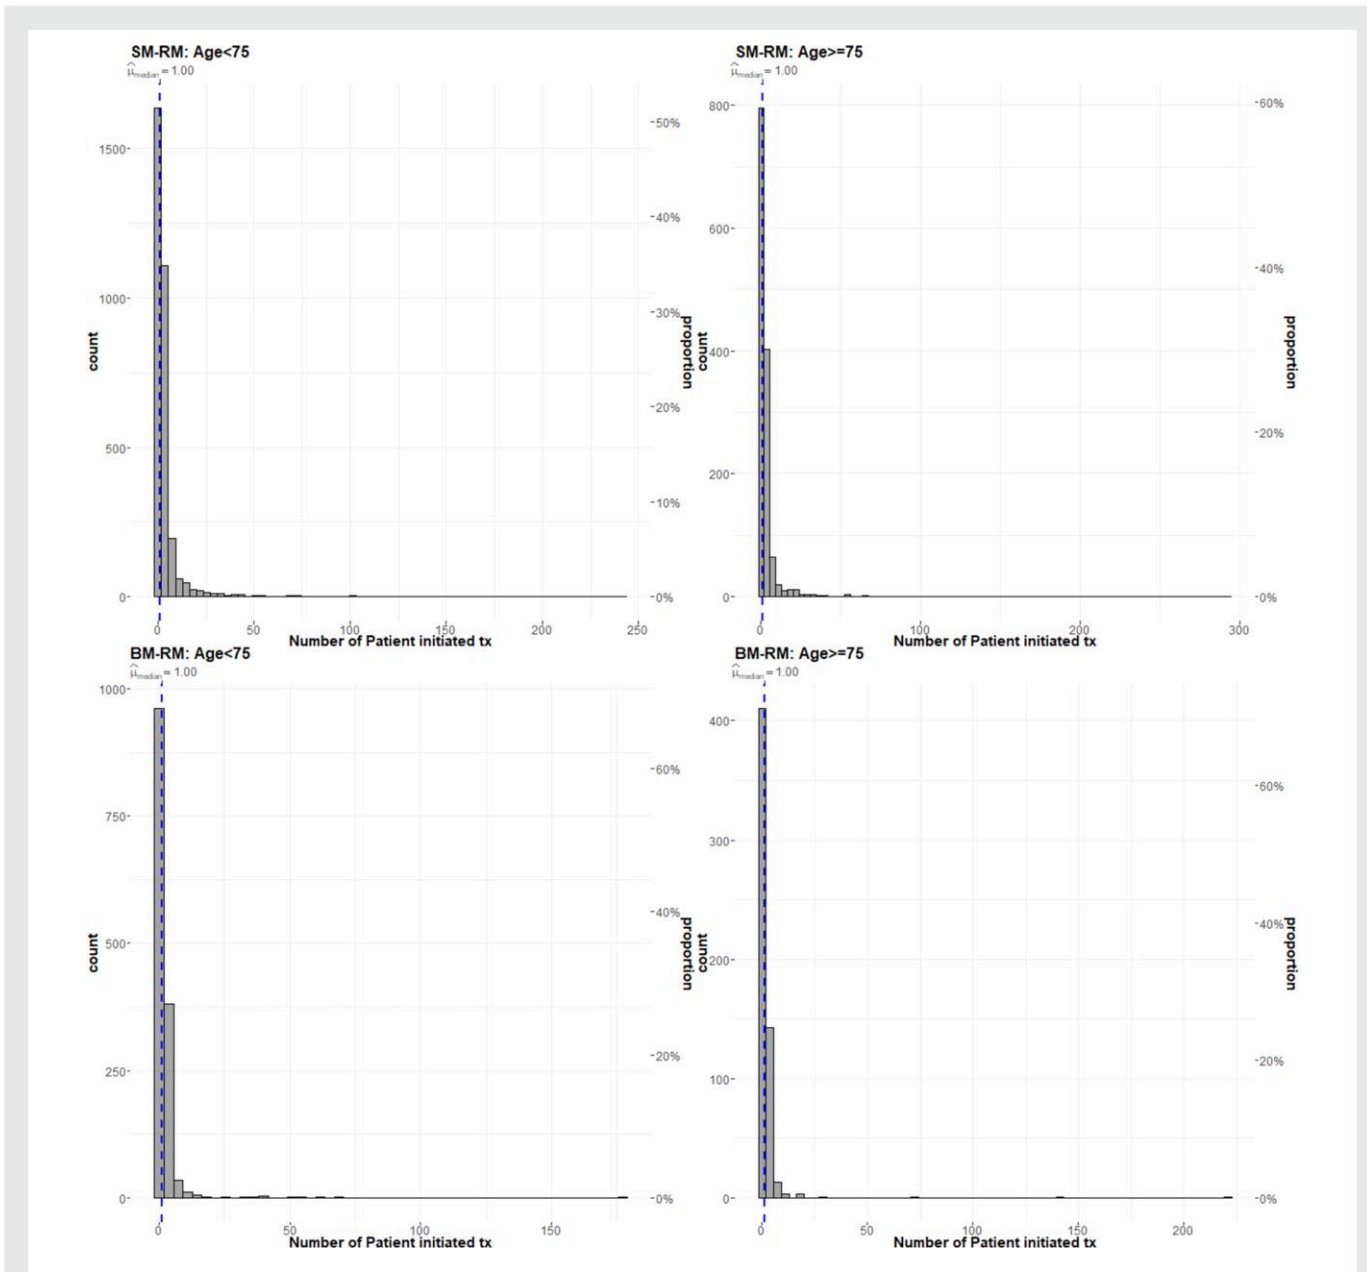 SM-RM: Age<75
μ̂median = 1.00
1500
1000
500
0
count
50%
40%
30%
20%
10%
0%
proportion
0 50 100 150 200 250
Number of Patient initiated tx
SM-RM: Age>=75
μ̂median = 1.00
800
600
400
200
0
count
60%
40%
20%
0%
proportion
0 100 200 300
Number of Patient initiated tx
BM-RM: Age<75
μ̂median = 1.00
1000
750
500
250
0
count
60%
40%
20%
0%
proportion
0 50 100 150
Number of Patient initiated tx
BM-RM: Age>=75
μ̂median = 1.00
400
300
200
100
0
count
60%
40%
20%
0%
proportion
0 50 100 150 200
Number of Patient initiated tx